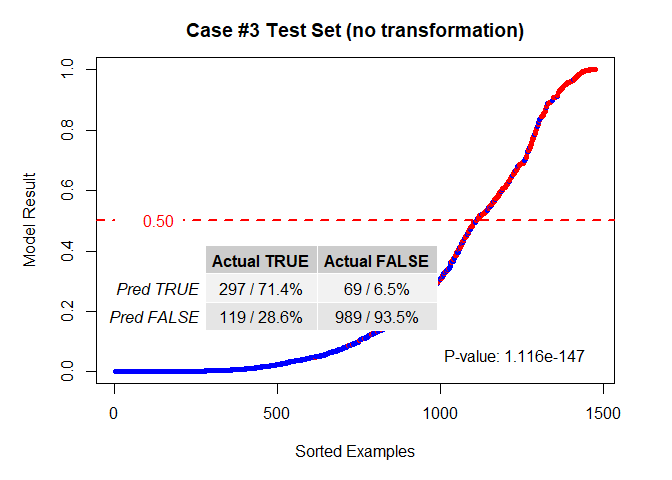 Case #3 Test Set (no transformation)
Model Result
1.0
0.8
0.6
0.4
0.2
0.0
0.50
Actual TRUE Actual FALSE
Pred TRUE 297 / 71.4% 69 / 6.5%
Pred FALSE 119 / 28.6% 989 / 93.5%
P-value: 1.116e-147
0 500 1000 1500
Sorted Examples